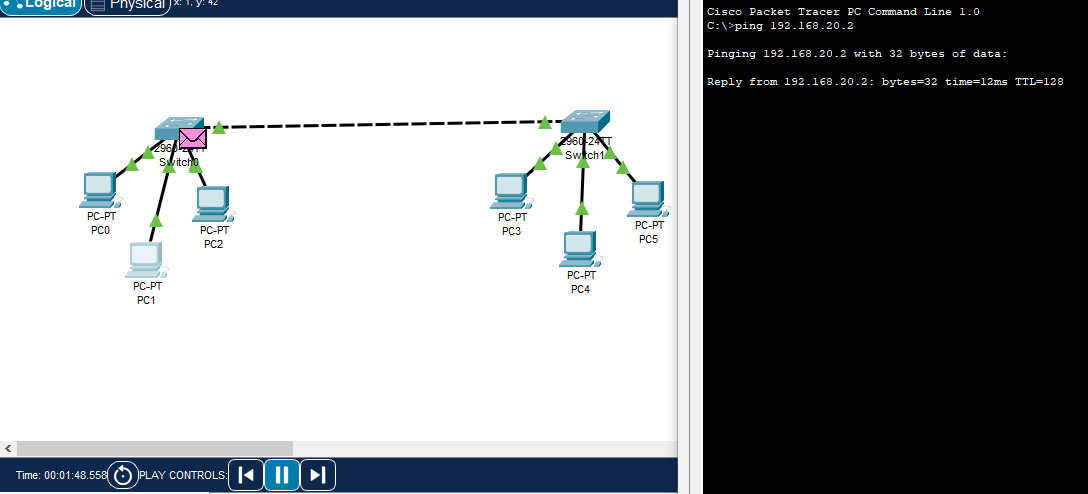 Logical
Physical
x: 1, y: 42
Cisco Packet Tracer PC Command Line 1.0
C:\>ping 192.168.20.2
Pinging 192.168.20.2 with 32 bytes of data:
Reply from 192.168.20.2: bytes=32 time=12ms TTL=128
2960-24TT
Switch0
2960-24TT
Switch1
PC-PT
PC0
PC-PT
PC2
PC-PT
PC1
PC-PT
PC3
PC-PT
PC5
PC-PT
PC4
Time: 00:01:48.558
PLAY CONTROLS: